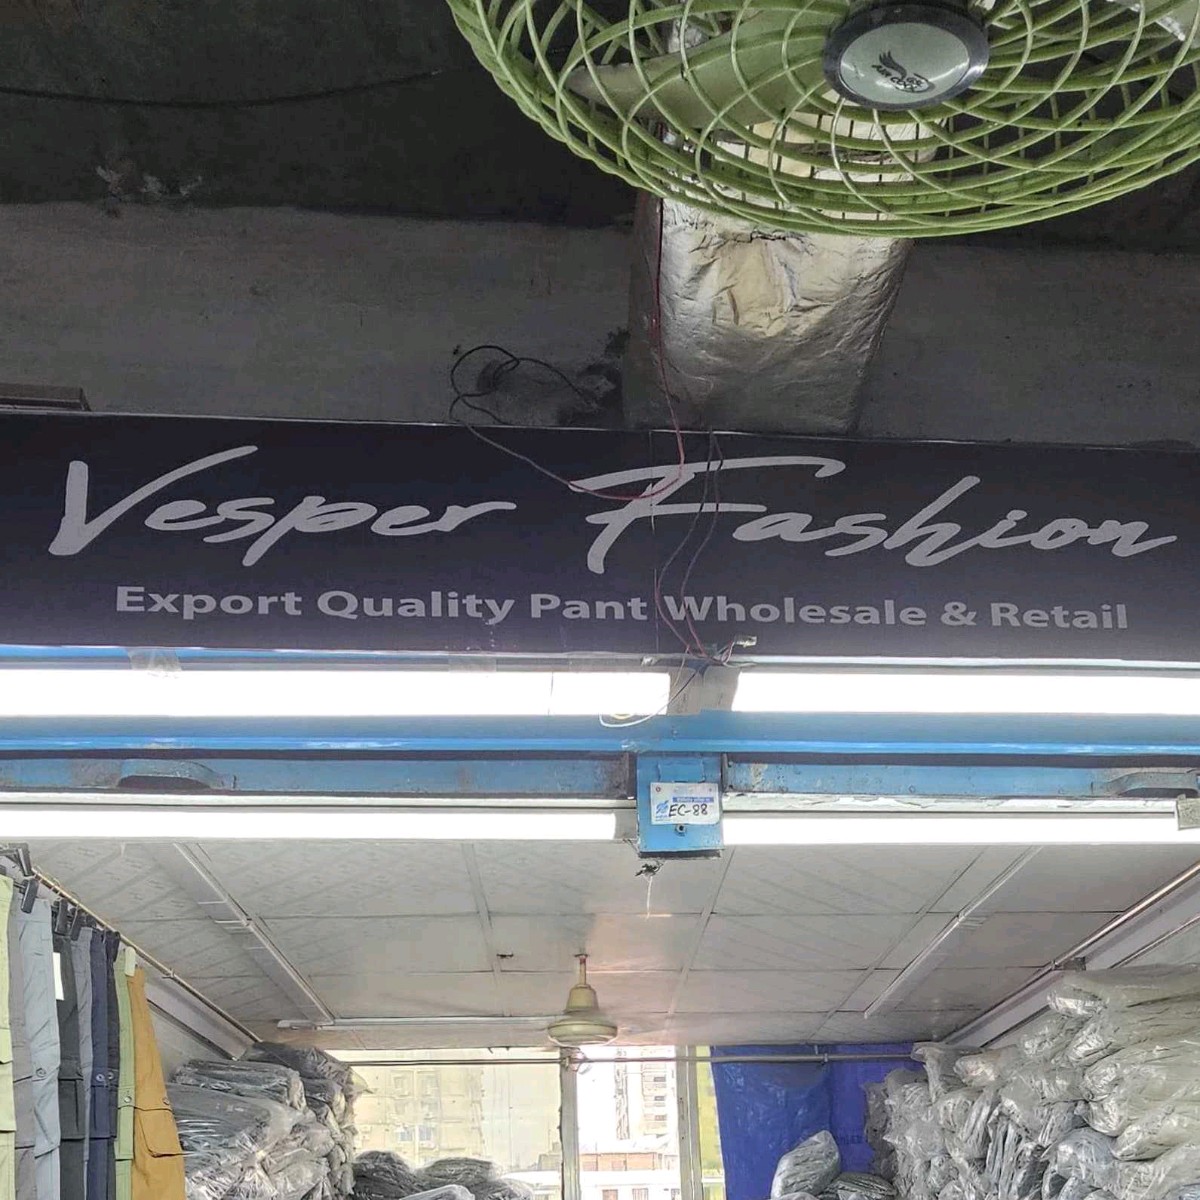 Vesper Fashion
Export Quality Pant Wholesale & Retail
EC-88